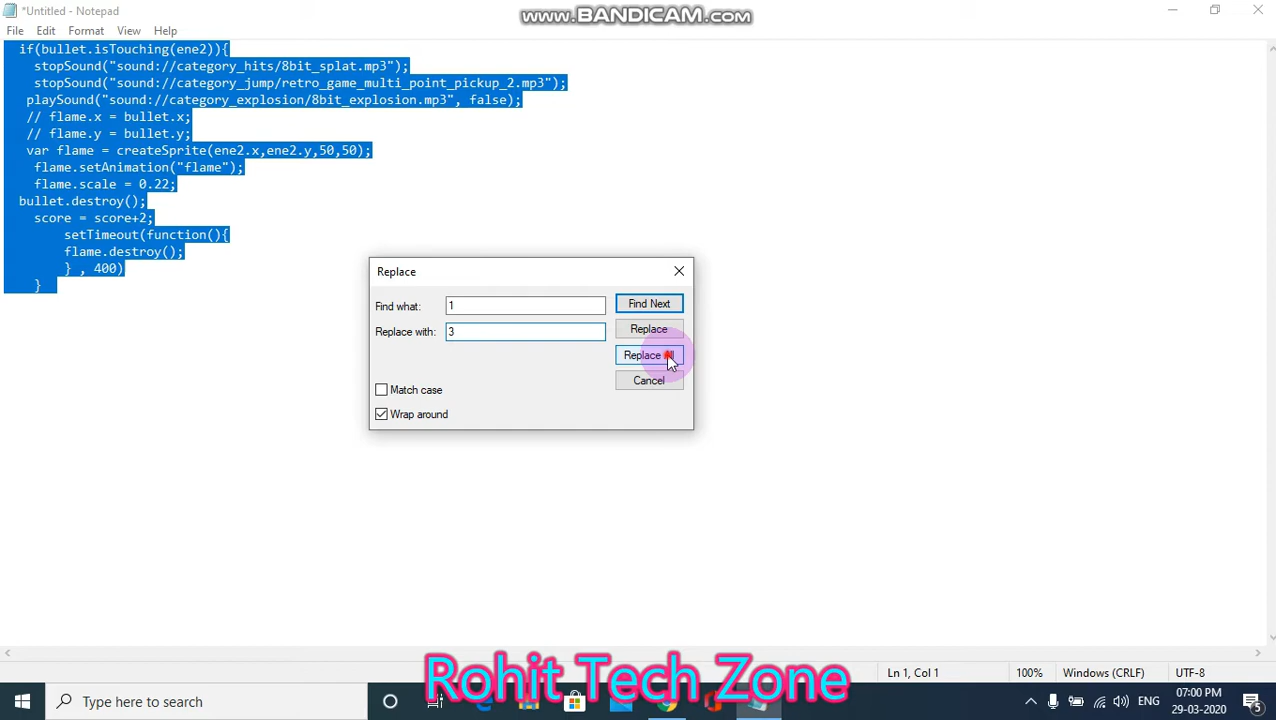 *Untitled - Notepad
WWW.BANDICAM.COM
File Edit Format View Help
if(bullet.isTouching(ene2)){
stopSound("sound://category_hits/8bit_splat.mp3");
stopSound("sound://category_jump/retro_game_multi_point_pickup_2.mp3");
playSound("sound://category_explosion/8bit_explosion.mp3", false);
// flame.x = bullet.x;
// flame.y = bullet.y;
var flame = createSprite(ene2.x,ene2.y,50,50);
flame.setAnimation("flame");
flame.scale = 0.22;
bullet.destroy();
score = score+2;
setTimeout(function(){
flame.destroy();
} , 400)
}
Replace
Find what: 1 Find Next
Replace with: 3 Replace
Replace All
Cancel
Match case
Wrap around
Ln 1, Col 1 100% Windows (CRLF) UTF-8
Rohit Tech Zone
Type here to search
ENG
07:00 PM
29-03-2020
5